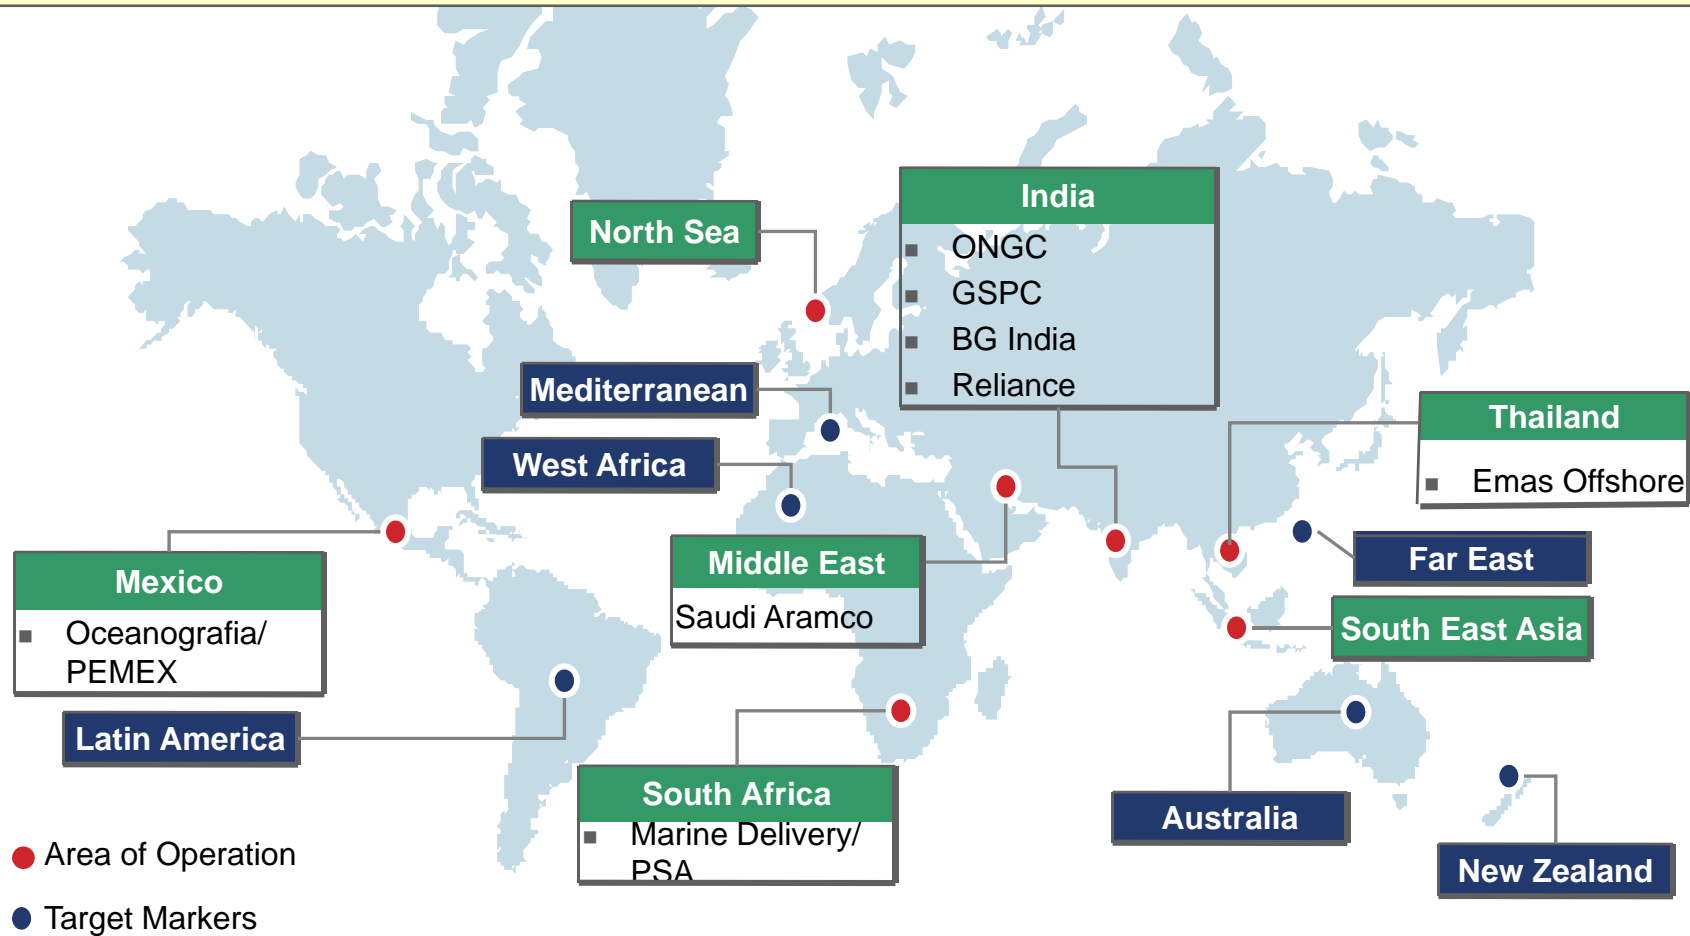 India
North Sea
ONGC
GSPC
BG India
Reliance
Mediterranean
Thailand
West Africa
Emas Offshore
Far East
Middle East
Mexico
Saudi Aramco
South East Asia
Oceanografia/
PEMEX
Latin America
South Africa
Marine Delivery/
PSA
Australia
Area of Operation
New Zealand
Target Markers